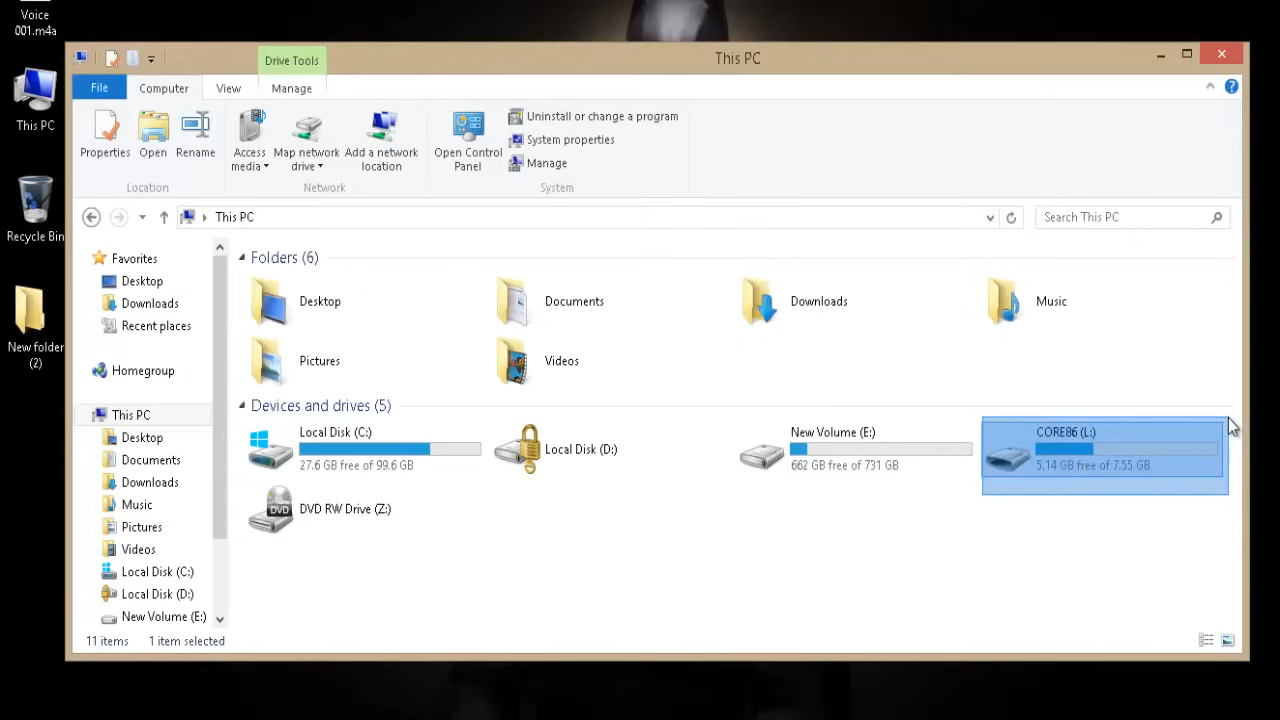 Voice
001.m4a
This PC
Recycle Bin
New folder
(2)
Drive Tools
This PC
File
Computer
View
Manage
Properties
Open
Rename
Access
media
Map network
drive
Add a network
location
Open Control
Panel
Uninstall or change a program
System properties
Manage
Location
Network
System
This PC
Search This PC
Favorites
Desktop
Downloads
Recent places
Homegroup
This PC
Desktop
Documents
Downloads
Music
Pictures
Videos
Local Disk (C:)
Local Disk (D:)
New Volume (E:)
Folders (6)
Desktop
Documents
Downloads
Music
Pictures
Videos
Devices and drives (5)
Local Disk (C:)
27.6 GB free of 99.6 GB
Local Disk (D:)
New Volume (E:)
662 GB free of 731 GB
CORE86 (L:)
5.14 GB free of 7.55 GB
DVD
DVD RW Drive (Z:)
11 items
1 item selected